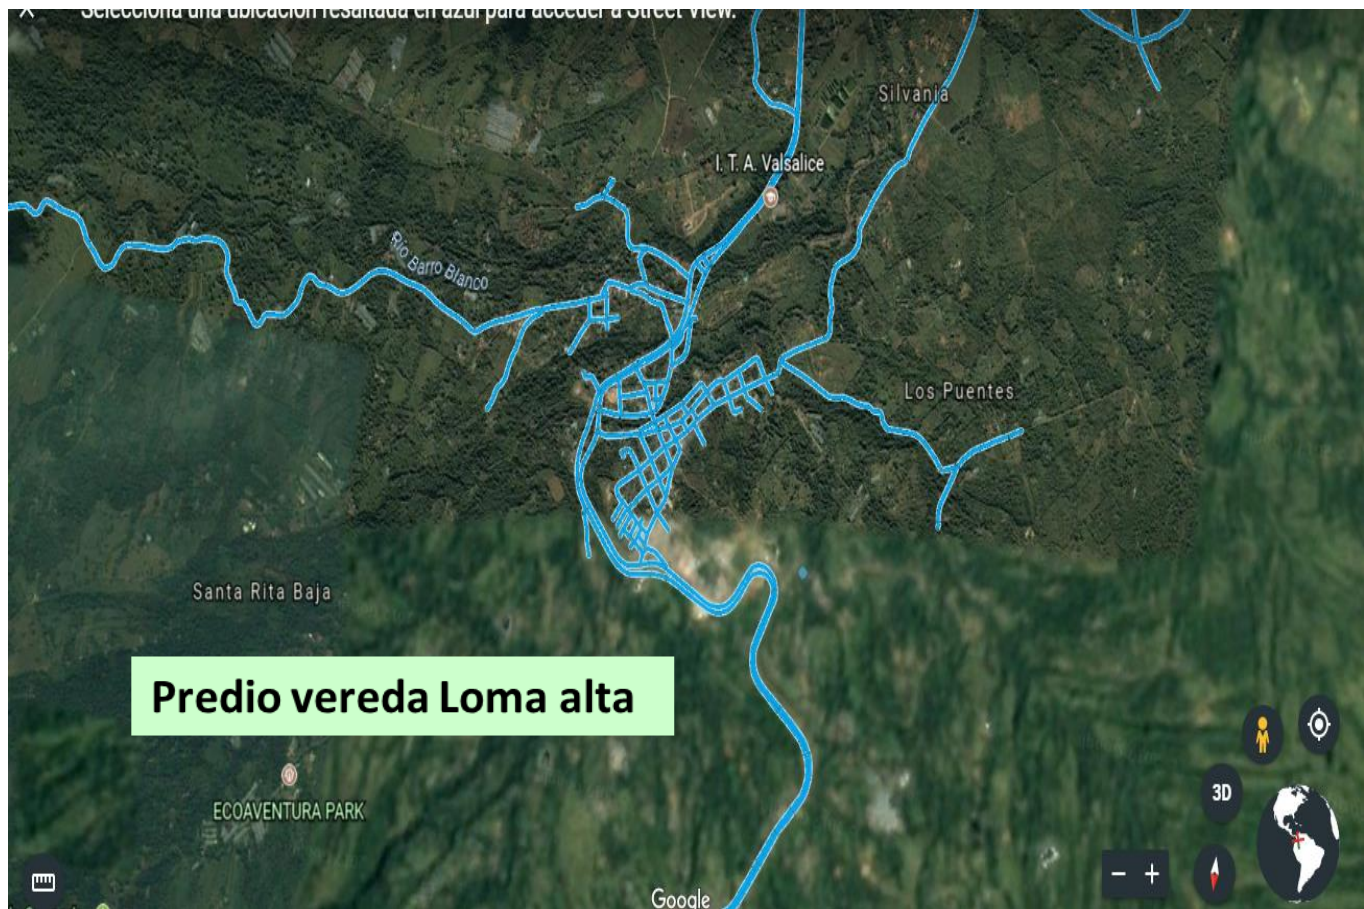 Selecciona una ubicación resaltada en azul para acceder a Street View.
Silvania
I. T. A. Valsalice
Río Barro Blanco
Los Puentes
Santa Rita Baja
Predio vereda Loma alta
ECOAVENTURA PARK
3D
Google